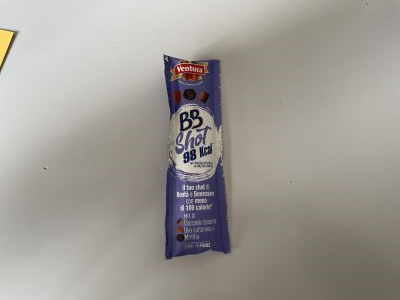 Ventura
BB
Shot
98 Kcal
Il tuo shot di
Bontà e Benessere
con meno
di 100 calorie*
MIX DI
Cioccolato fondente
Uva sultanina e
Mirtillo